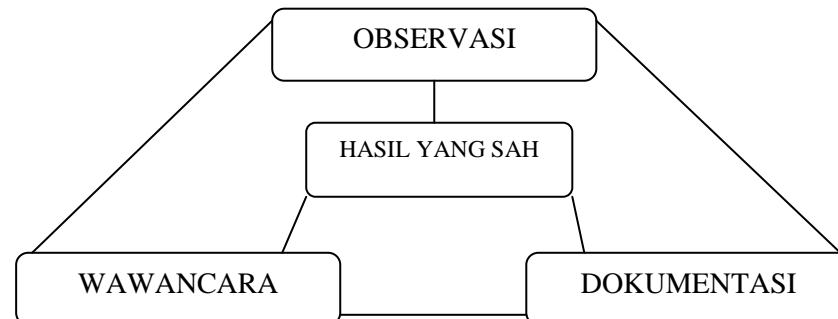 OBSERVASI
HASIL YANG SAH
WAWANCARA
DOKUMENTASI